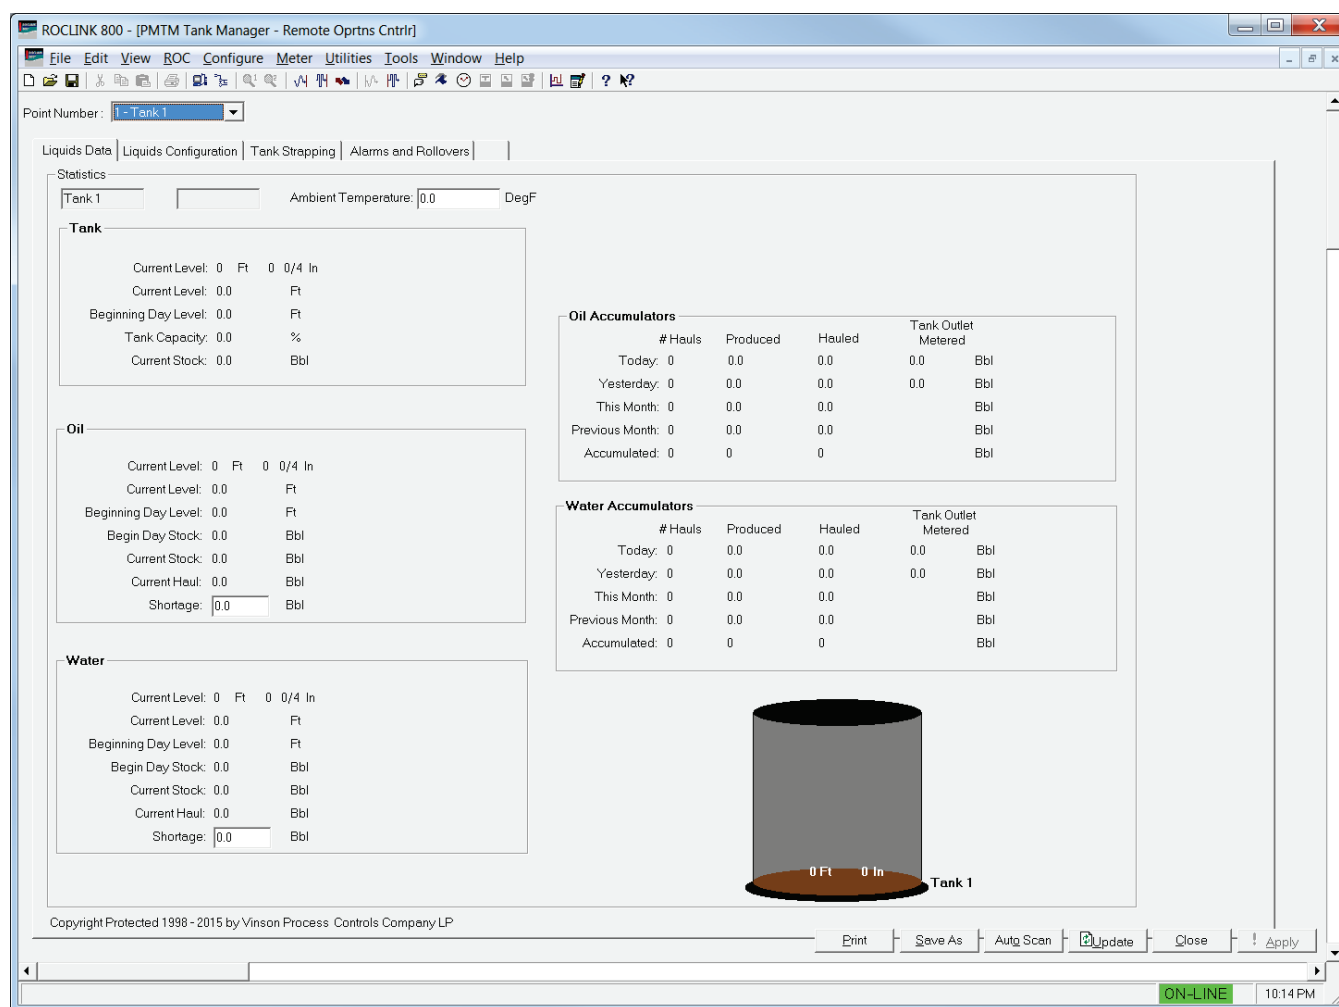 ROCLINK 800 - [PMTM Tank Manager - Remote Oprtns Cntrlr]
File Edit View ROC Configure Meter Utilities Tools Window Help
Point Number : 1 - Tank 1
Liquids Data Liquids Configuration Tank Strapping Alarms and Rollovers
Statistics
Tank 1 Ambient Temperature: 0.0 DegF
Tank
Current Level: 0 Ft 0 0/4 In
Current Level: 0.0 Ft
Beginning Day Level: 0.0 Ft
Tank Capacity: 0.0 %
Current Stock: 0.0 Bbl
Oil
Current Level: 0 Ft 0 0/4 In
Current Level: 0.0 Ft
Beginning Day Level: 0.0 Ft
Begin Day Stock: 0.0 Bbl
Current Stock: 0.0 Bbl
Current Haul: 0.0 Bbl
Shortage: 0.0 Bbl
Water
Current Level: 0 Ft 0 0/4 In
Current Level: 0.0 Ft
Beginning Day Level: 0.0 Ft
Begin Day Stock: 0.0 Bbl
Current Stock: 0.0 Bbl
Current Haul: 0.0 Bbl
Shortage: 0.0 Bbl
Oil Accumulators
# Hauls Produced Hauled Tank Outlet Metered
Today: 0 0.0 0.0 0.0 Bbl
Yesterday: 0 0.0 0.0 0.0 Bbl
This Month: 0 0.0 0.0 Bbl
Previous Month: 0 0.0 0.0 Bbl
Accumulated: 0 0 0 Bbl
Water Accumulators
# Hauls Produced Hauled Tank Outlet Metered
Today: 0 0.0 0.0 0.0 Bbl
Yesterday: 0 0.0 0.0 0.0 Bbl
This Month: 0 0.0 0.0 Bbl
Previous Month: 0 0.0 0.0 Bbl
Accumulated: 0 0 0 Bbl
0 Ft 0 In
Tank 1
Copyright Protected 1998 - 2015 by Vinson Process Controls Company LP
Print Save As Auto Scan Update Close ! Apply
ON-LINE 10:14 PM